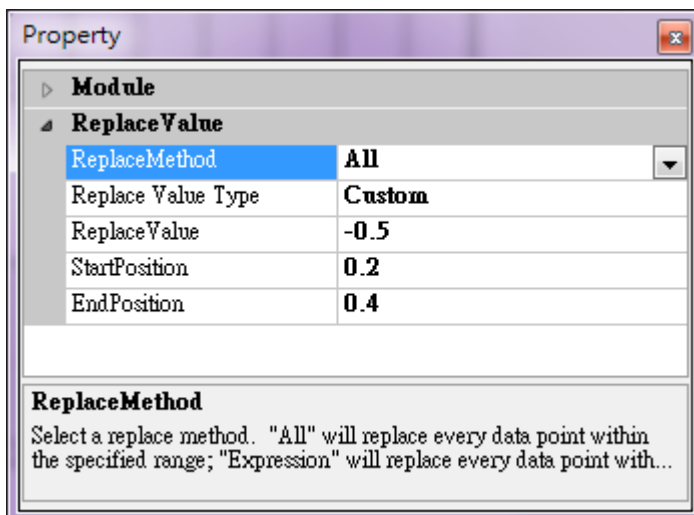 Property
Module
ReplaceValue
ReplaceMethod All
Replace Value Type Custom
ReplaceValue -0.5
StartPosition 0.2
EndPosition 0.4
ReplaceMethod
Select a replace method. "All" will replace every data point within
the specified range; "Expression" will replace every data point with...